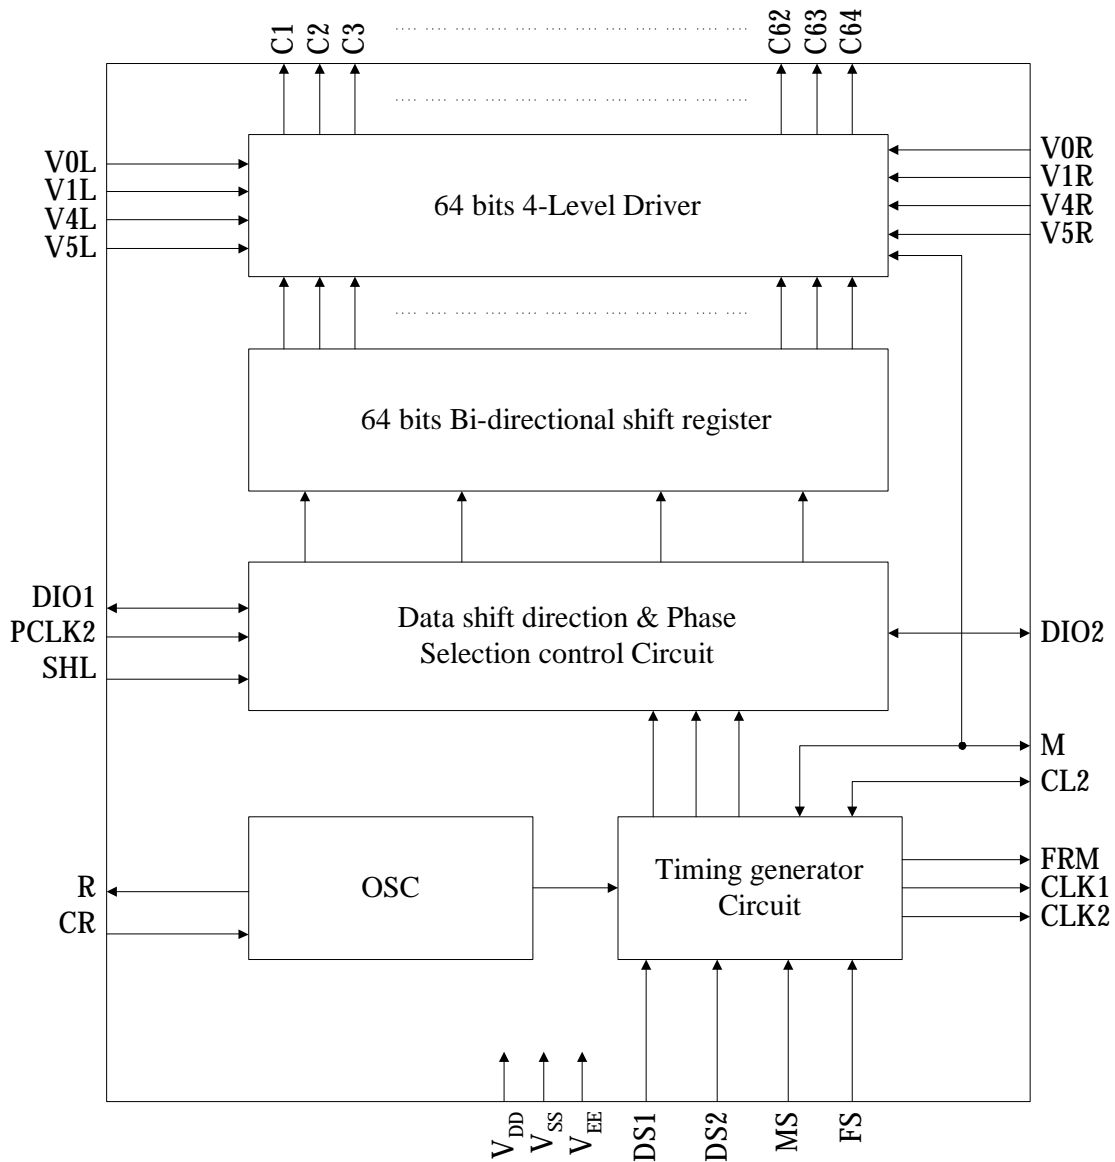 C1 C2 C3 .... .... .... .... .... .... .... .... .... .... .... .... C62 C63 C64
.... .... .... .... .... .... .... .... .... .... .... ....
V0L
V1L
V4L
V5L
64 bits 4-Level Driver
V0R
V1R
V4R
V5R
.... .... .... .... .... .... .... .... .... .... .... ....
64 bits Bi-directional shift register
DIO1
PCLK2
SHL
Data shift direction & Phase
Selection control Circuit
DIO2
M
CL2
R
CR
OSC
Timing generator
Circuit
FRM
CLK1
CLK2
VDD VSS VEE DS1 DS2 MS FS